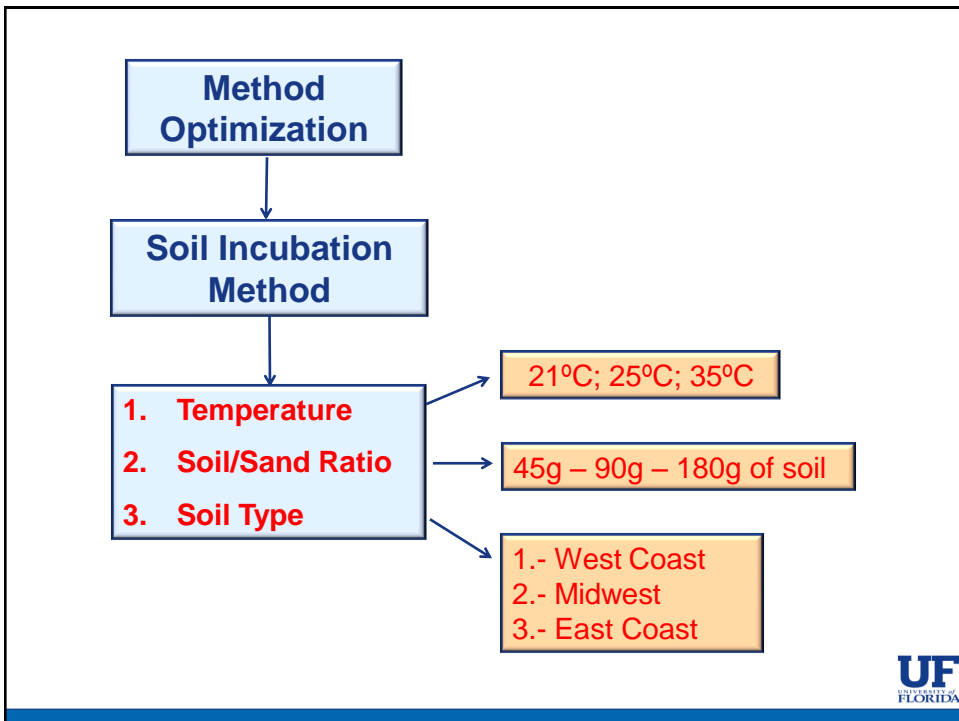 Method
Optimization
Soil Incubation
Method
1. Temperature
2. Soil/Sand Ratio
3. Soil Type
21ºC; 25ºC; 35ºC
45g – 90g – 180g of soil
1.- West Coast
2.- Midwest
3.- East Coast
UF
UNIVERSITY of
FLORIDA